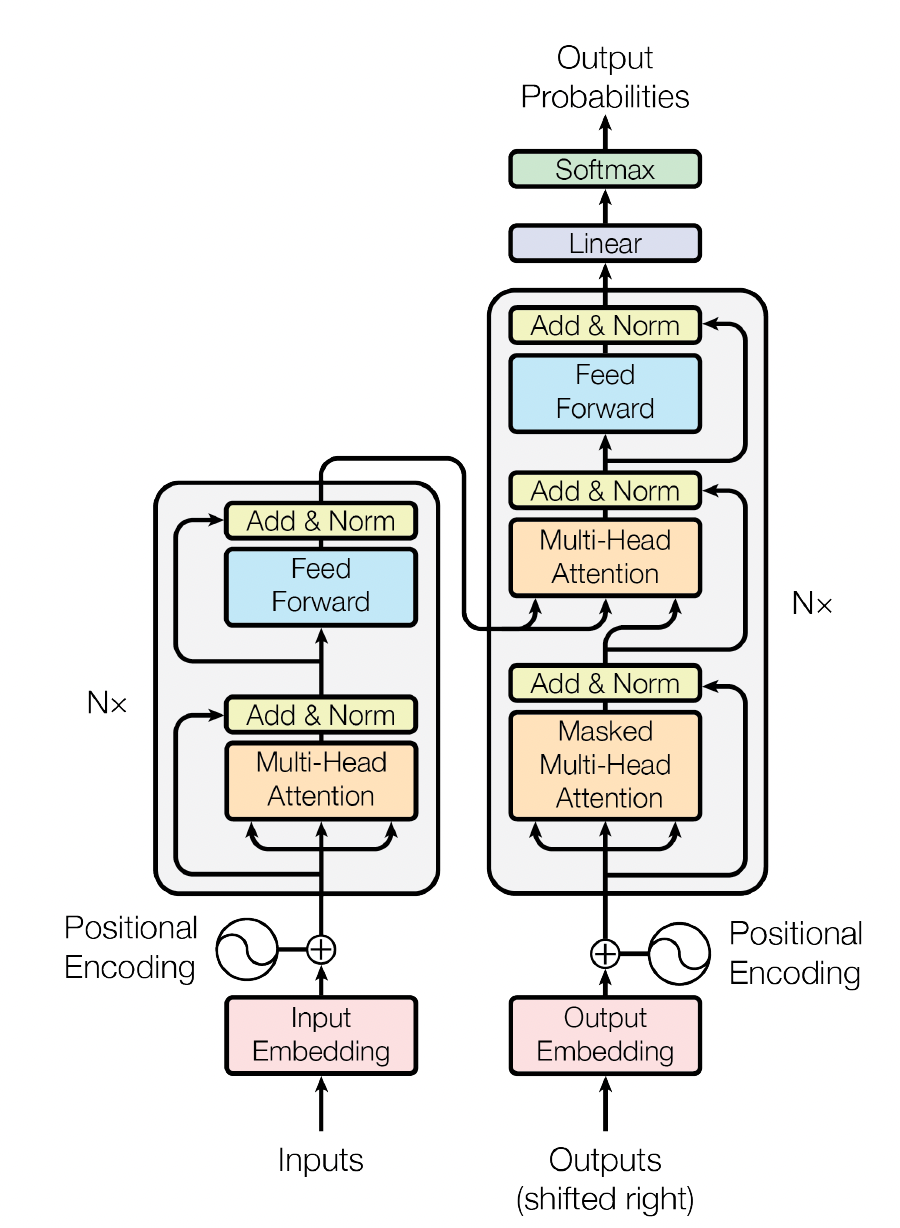 Output
Probabilities
Softmax
Linear
Add & Norm
Feed
Forward
Add & Norm
Multi-Head
Attention
N×
Add & Norm
Masked
Multi-Head
Attention
Add & Norm
Feed
Forward
N×
Add & Norm
Multi-Head
Attention
Positional
Encoding
Positional
Encoding
Input
Embedding
Output
Embedding
Inputs
Outputs
(shifted right)